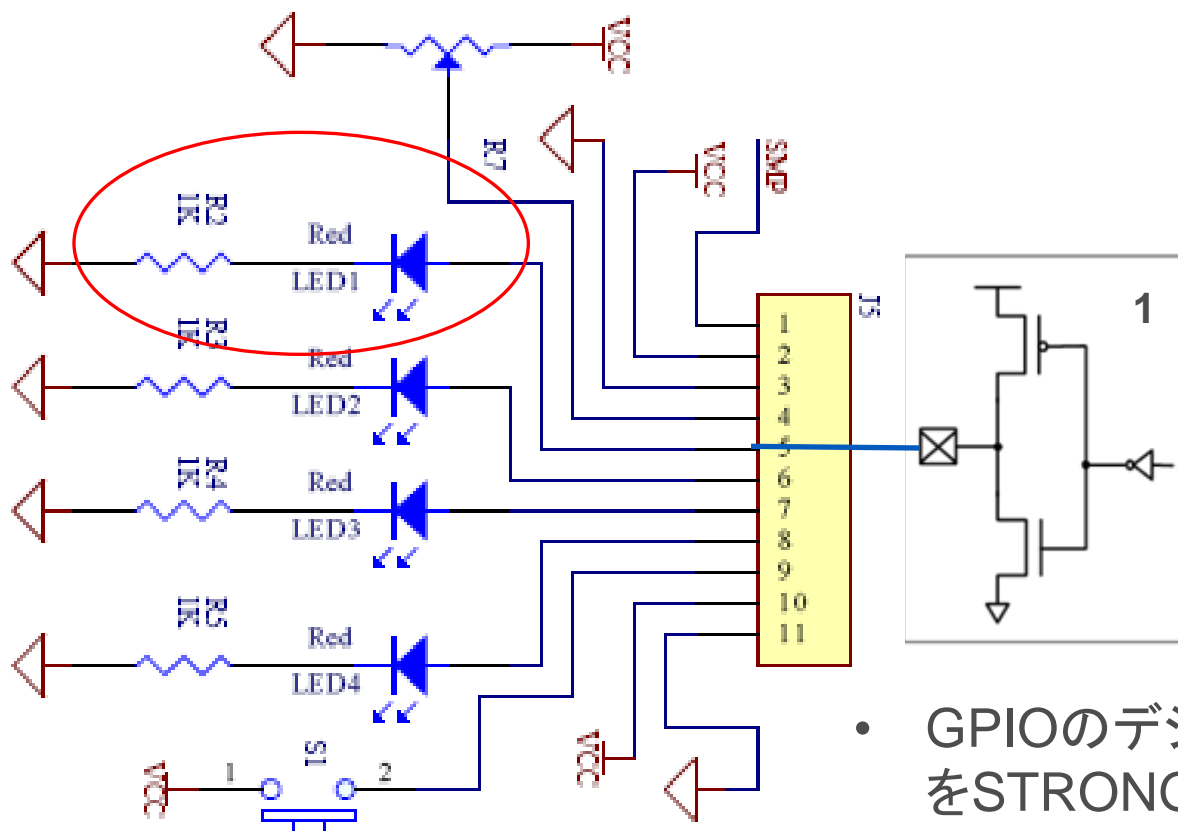 VCC
R7
VCC
SMP
R2
1K
Red
LED1
J5
1
R3
1K
Red
LED2
R4
1K
Red
LED3
R5
1K
Red
LED4
1
2
3
4
5
6
7
8
9
10
11
VCC
VCC
1
S1
2
• GPIOのデジ
をSTRONG